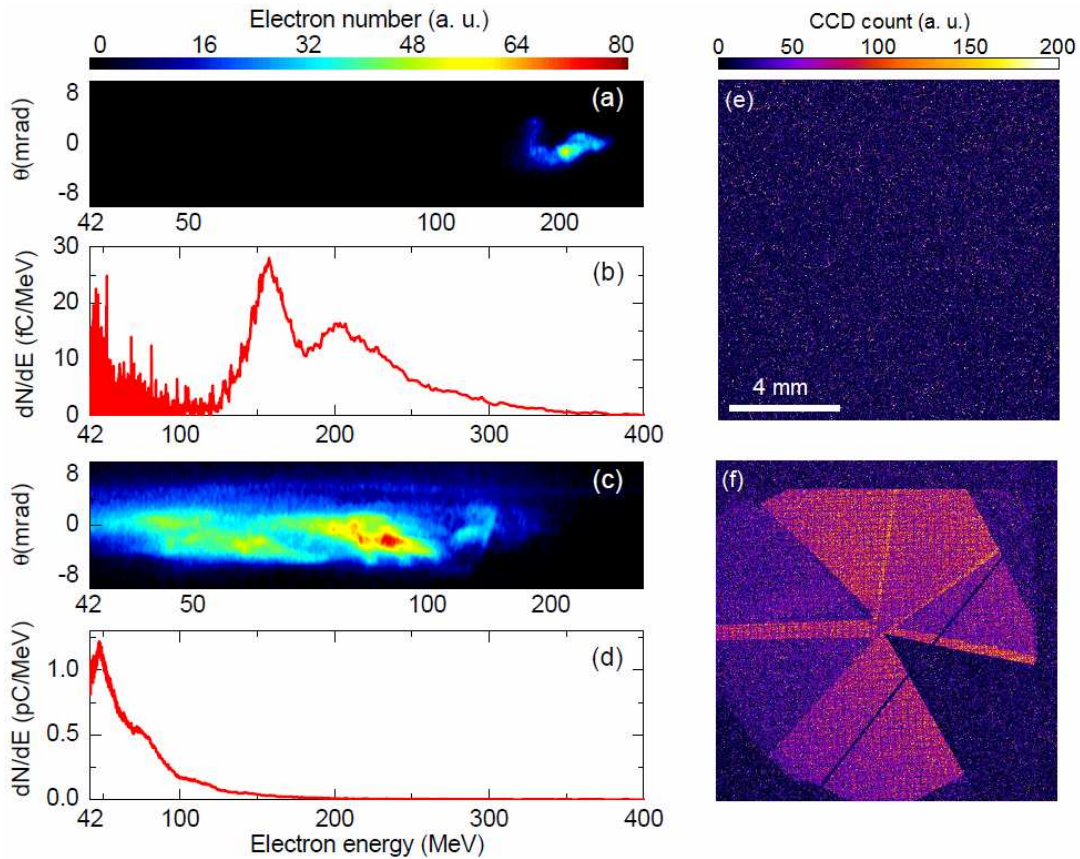 Electron number (a. u.)
0 16 32 48 64 80
CCD count (a. u.)
0 50 100 150 200
(a)
θ(mrad)
8
0
-8
42 50 100 200
(b)
dN/dE (fC/MeV)
30
20
10
0
42 100 200 300 400
(c)
θ(mrad)
8
0
-8
42 50 100 200
(d)
dN/dE (pC/MeV)
1.0
0.5
0.0
42 100 200 300 400
Electron energy (MeV)
(e)
4 mm
(f)